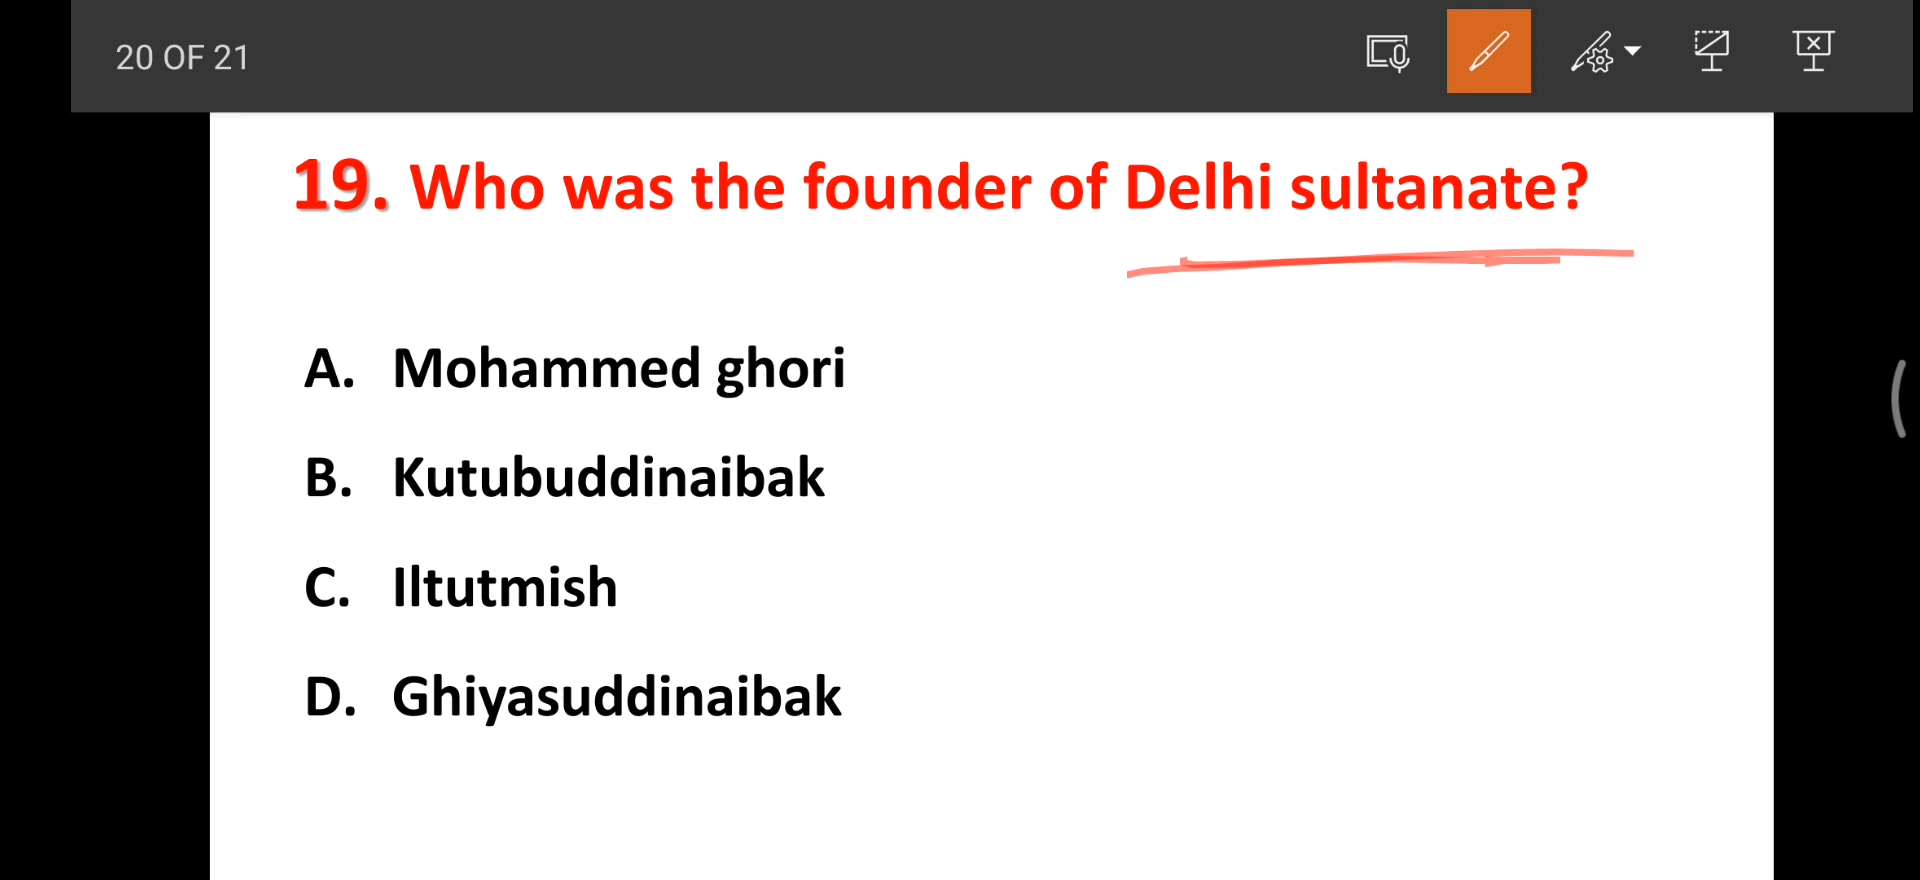 20 OF 21
19. Who was the founder of Delhi sultanate?
A. Mohammed ghori
B. Kutubuddinaibak
C. Iltutmish
D. Ghiyasuddinaibak